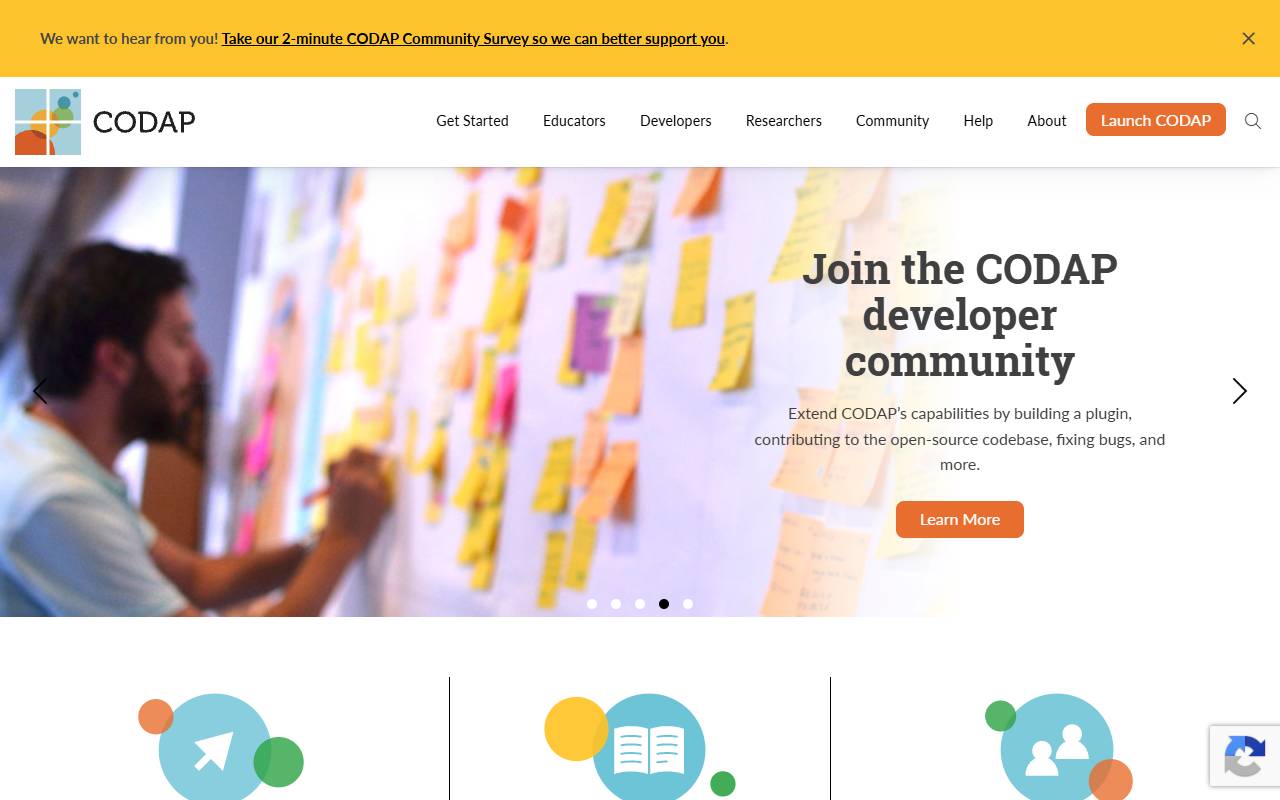 We want to hear from you! Take our 2-minute CODAP Community Survey so we can better support you.
CODAP
Get Started
Educators
Developers
Researchers
Community
Help
About
Launch CODAP
Join the CODAP
developer
community
Extend CODAP’s capabilities by building a plugin,
contributing to the open-source codebase, fixing bugs, and
more.
Learn More